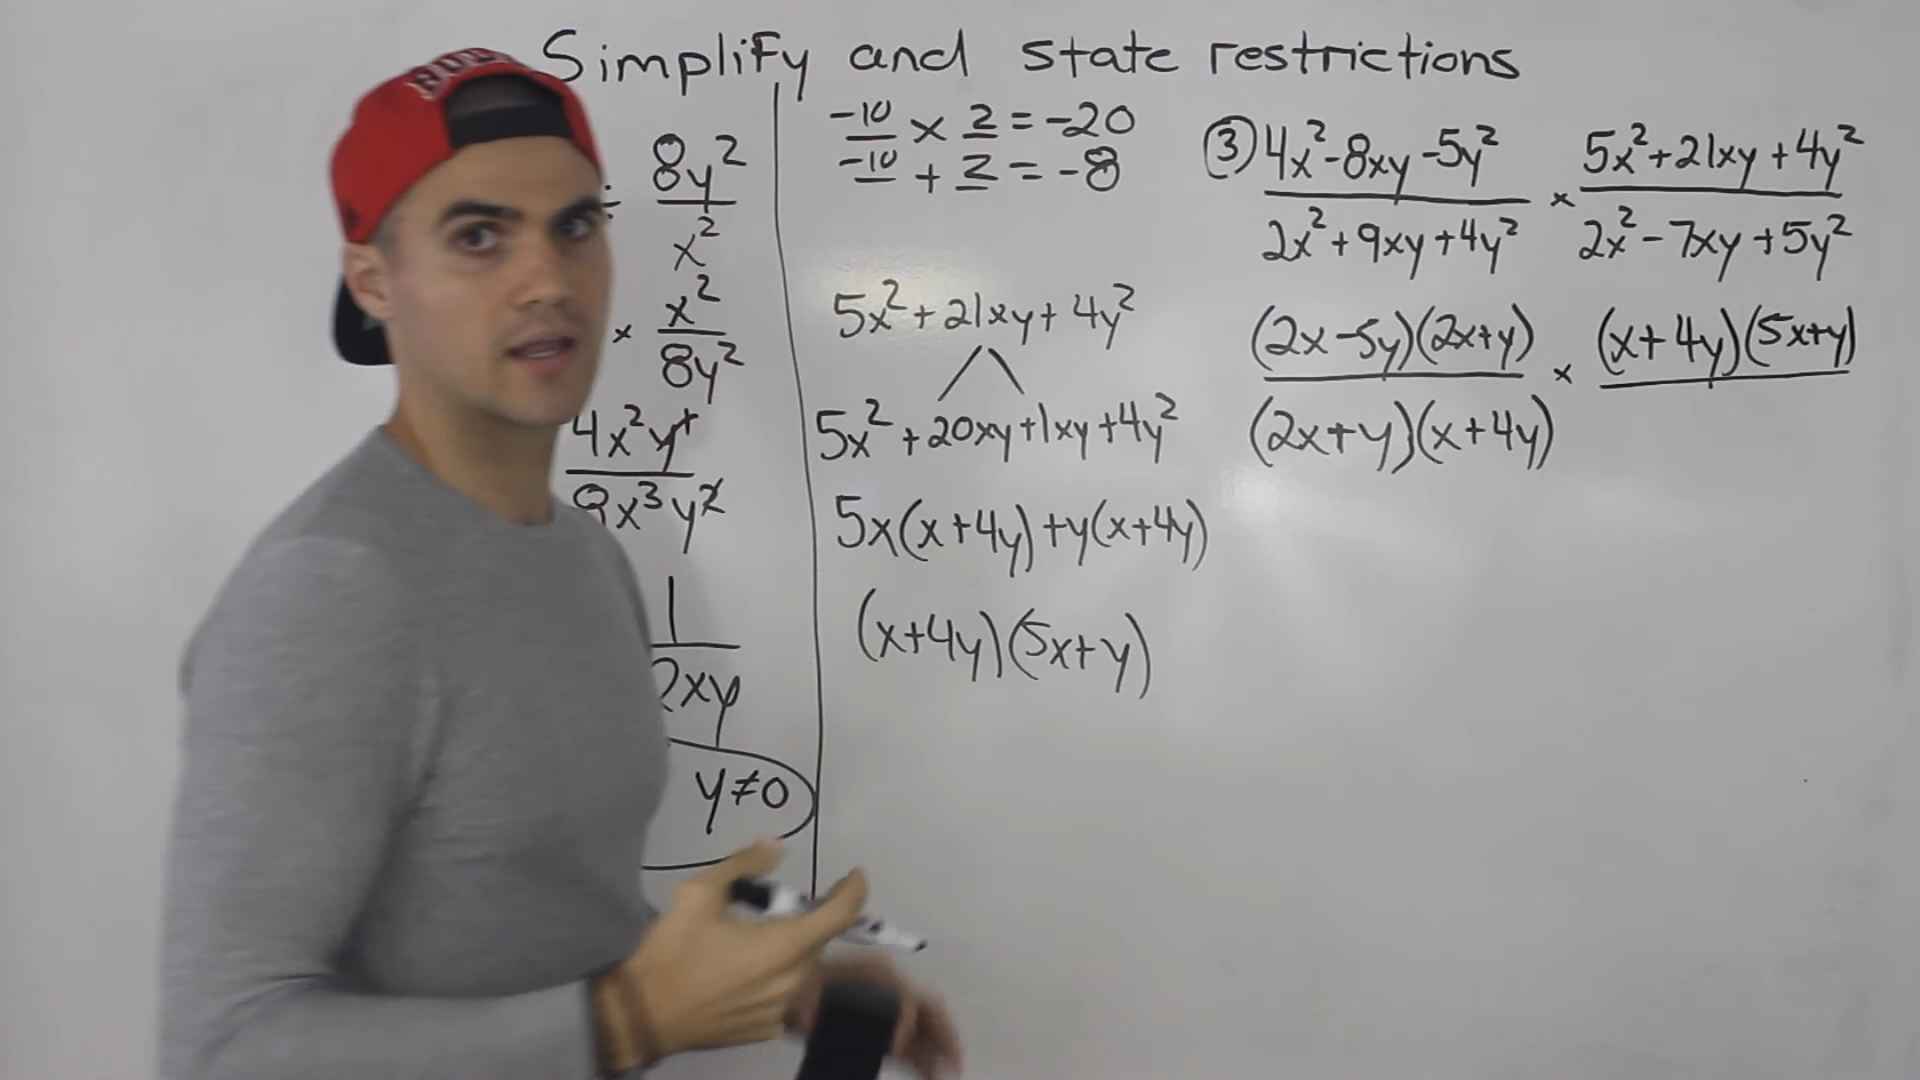 Simplify and state restrictions
÷ 8y²/x²
× x²/8y²
4x²y⁴/8x³y²
1/2xy
y≠0
-10 × 2 = -20
-10 + 2 = -8
5x²+21xy+4y²
5x²+20xy+1xy+4y²
5x(x+4y)+y(x+4y)
(x+4y)(5x+y)
③ 4x²-8xy-5y²/2x²+9xy+4y² × 5x²+21xy+4y²/2x²-7xy+5y²
(2x-5y)(2x+y)/(2x+y)(x+4y) × (x+4y)(5x+y)